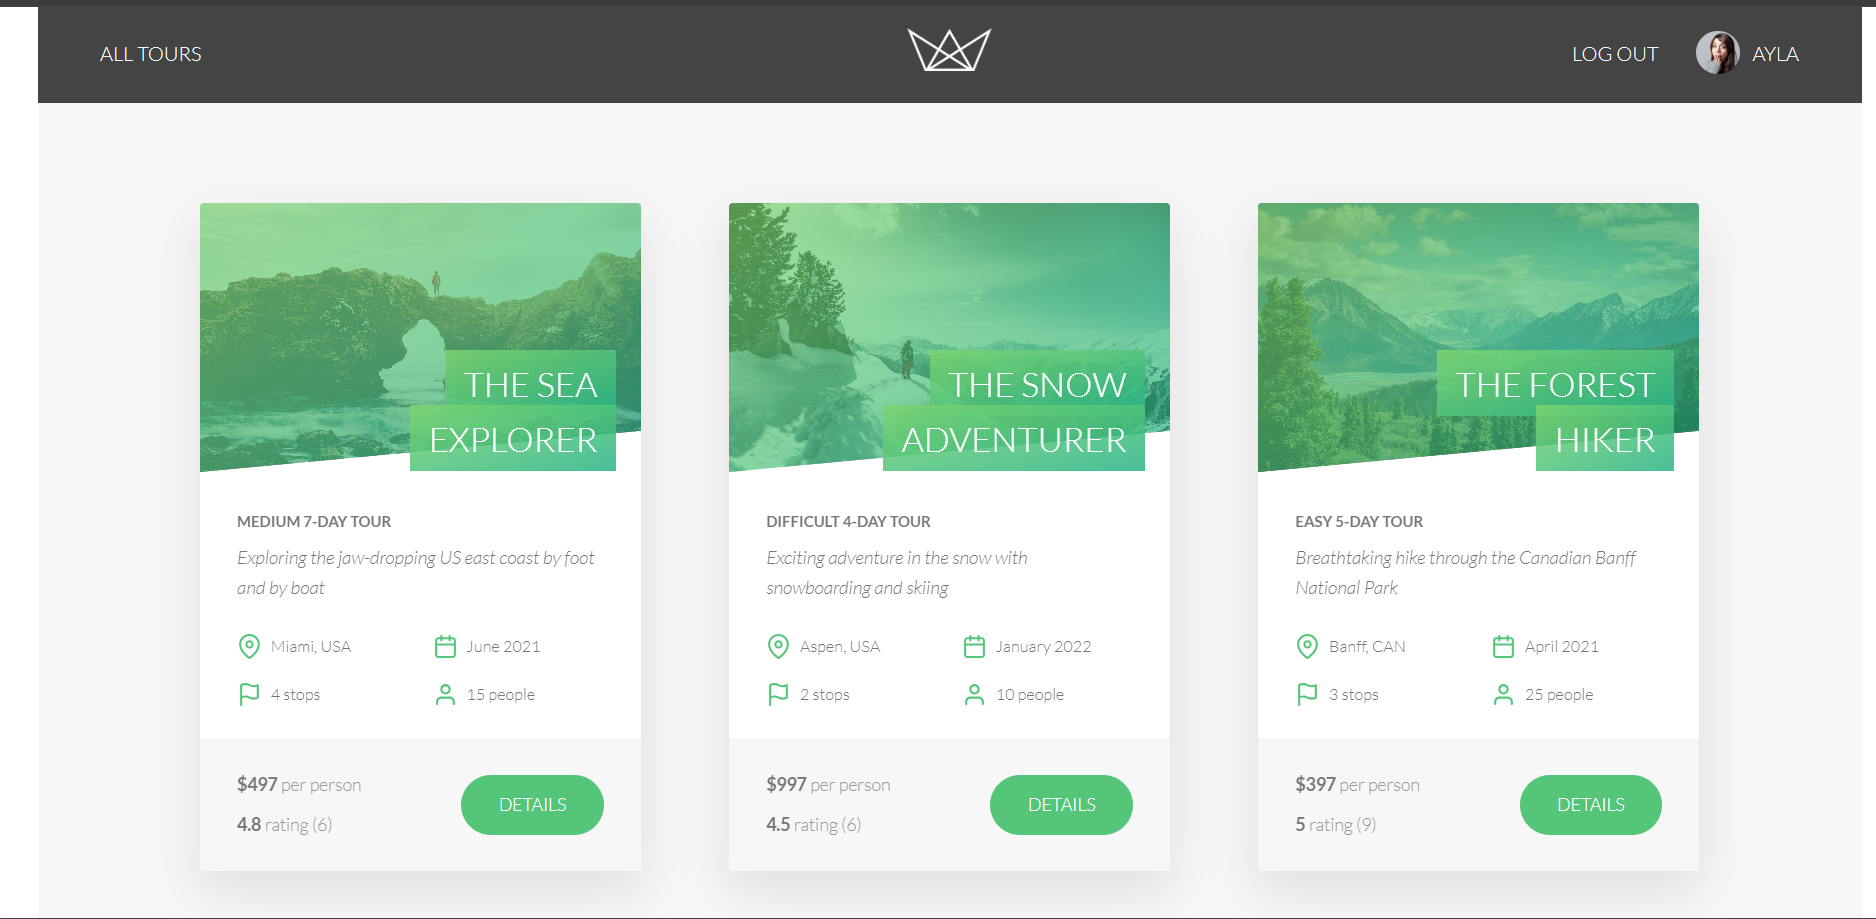 ALL TOURS
LOG OUT
AYLA
THE SEA
EXPLORER
MEDIUM 7-DAY TOUR
Exploring the jaw-dropping US east coast by foot
and by boat
Miami, USA
June 2021
4 stops
15 people
$497 per person
4.8 rating (6)
DETAILS
THE SNOW
ADVENTURER
DIFFICULT 4-DAY TOUR
Exciting adventure in the snow with
snowboarding and skiing
Aspen, USA
January 2022
2 stops
10 people
$997 per person
4.5 rating (6)
DETAILS
THE FOREST
HIKER
EASY 5-DAY TOUR
Breathtaking hike through the Canadian Banff
National Park
Banff, CAN
April 2021
3 stops
25 people
$397 per person
5 rating (9)
DETAILS